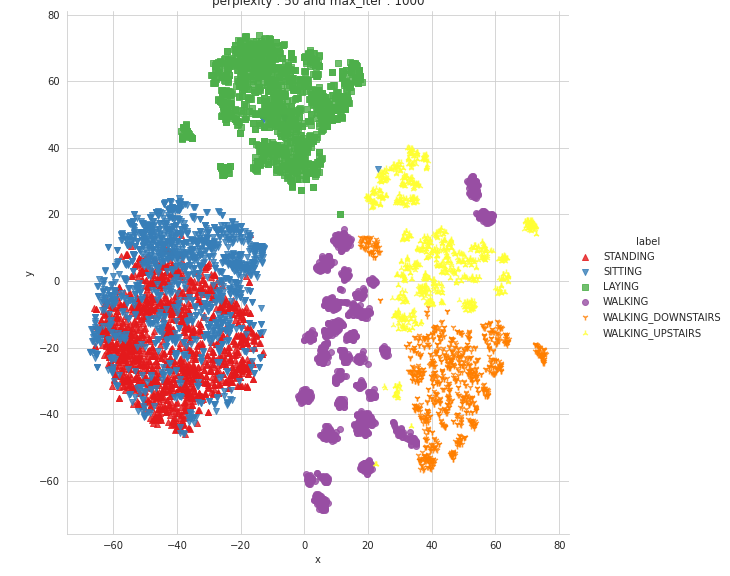 perplexity : 50 and max_iter : 1000
80
60
40
20
0
−20
−40
−60
y
−60 −40 −20 0 20 40 60 80
x
label
STANDING
SITTING
LAYING
WALKING
WALKING_DOWNSTAIRS
WALKING_UPSTAIRS